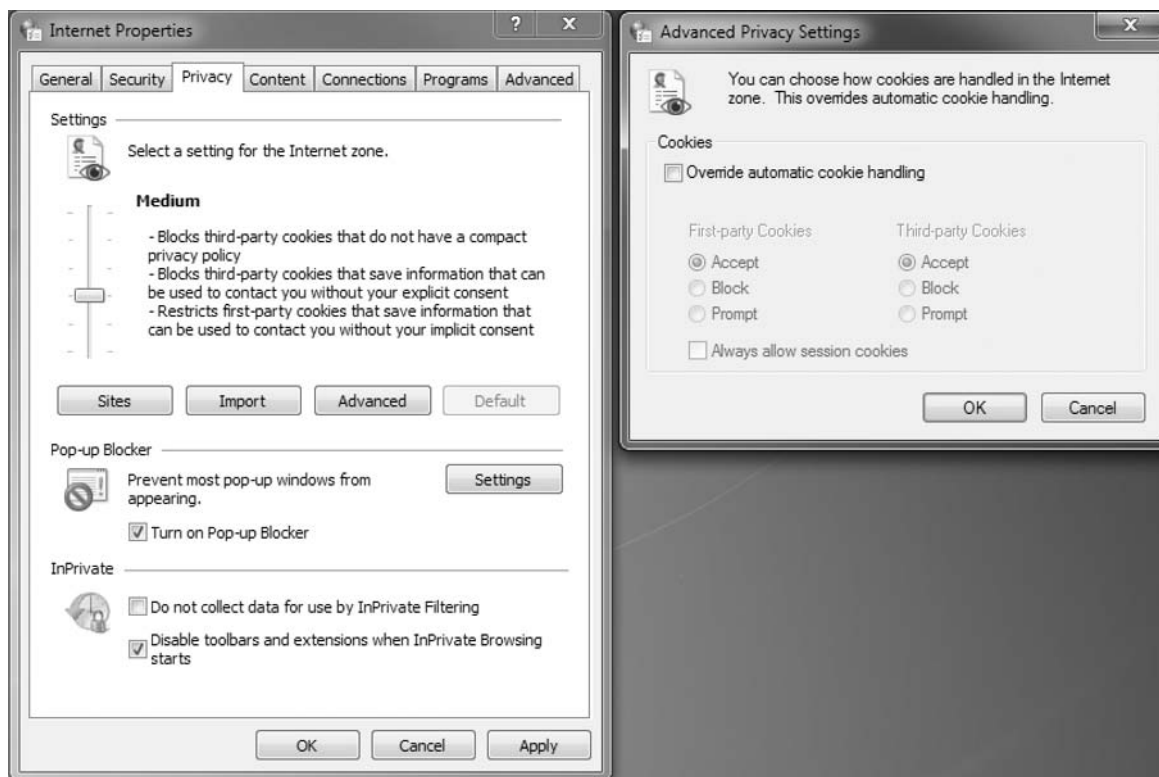 Internet Properties
?
X
General
Security
Privacy
Content
Connections
Programs
Advanced
Settings
Select a setting for the Internet zone.
Medium
- Blocks third-party cookies that do not have a compact
privacy policy
- Blocks third-party cookies that save information that can
be used to contact you without your explicit consent
- Restricts first-party cookies that save information that
can be used to contact you without your implicit consent
Sites
Import
Advanced
Default
Pop-up Blocker
Prevent most pop-up windows from
appearing.
Settings
Turn on Pop-up Blocker
InPrivate
Do not collect data for use by InPrivate Filtering
Disable toolbars and extensions when InPrivate Browsing
starts
OK
Cancel
Apply
Advanced Privacy Settings
X
You can choose how cookies are handled in the Internet
zone. This overrides automatic cookie handling.
Cookies
Override automatic cookie handling
First-party Cookies
Accept
Block
Prompt
Third-party Cookies
Accept
Block
Prompt
Always allow session cookies
OK
Cancel